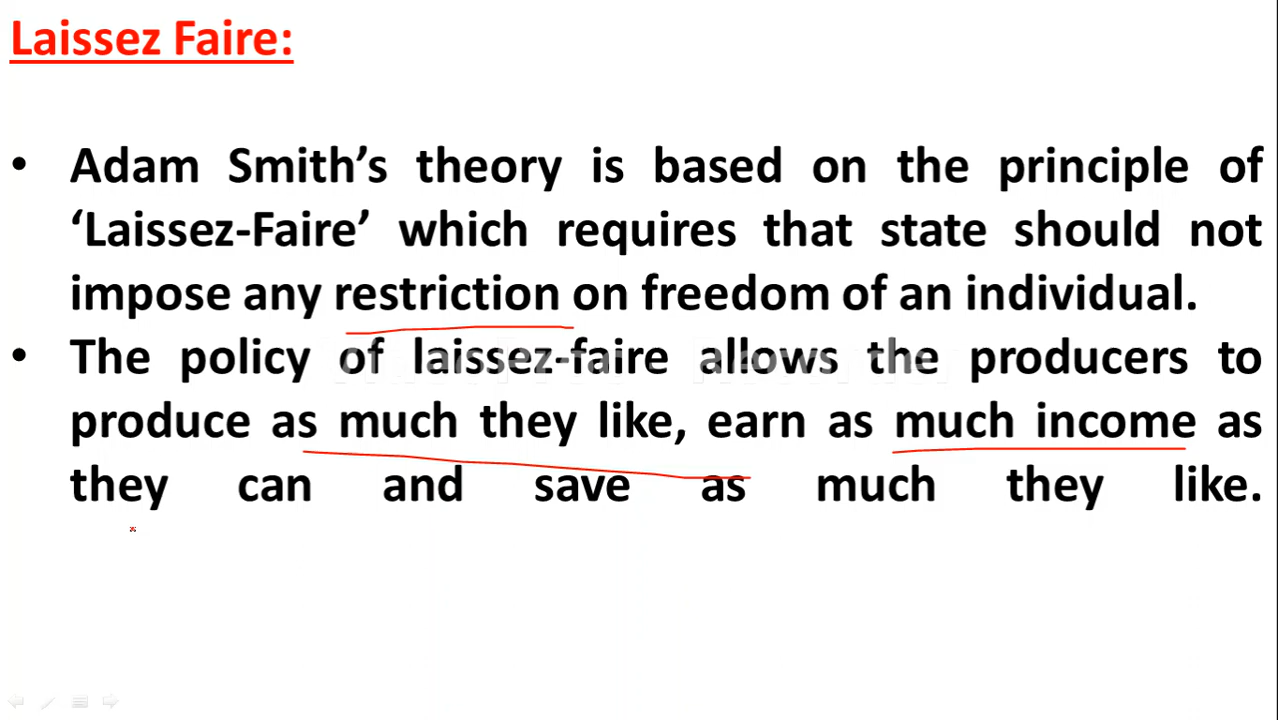 Laissez Faire:
• Adam Smith’s theory is based on the principle of
‘Laissez-Faire’ which requires that state should not
impose any restriction on freedom of an individual.
• The policy of laissez-faire allows the producers to
produce as much they like, earn as much income as
they can and save as much they like.